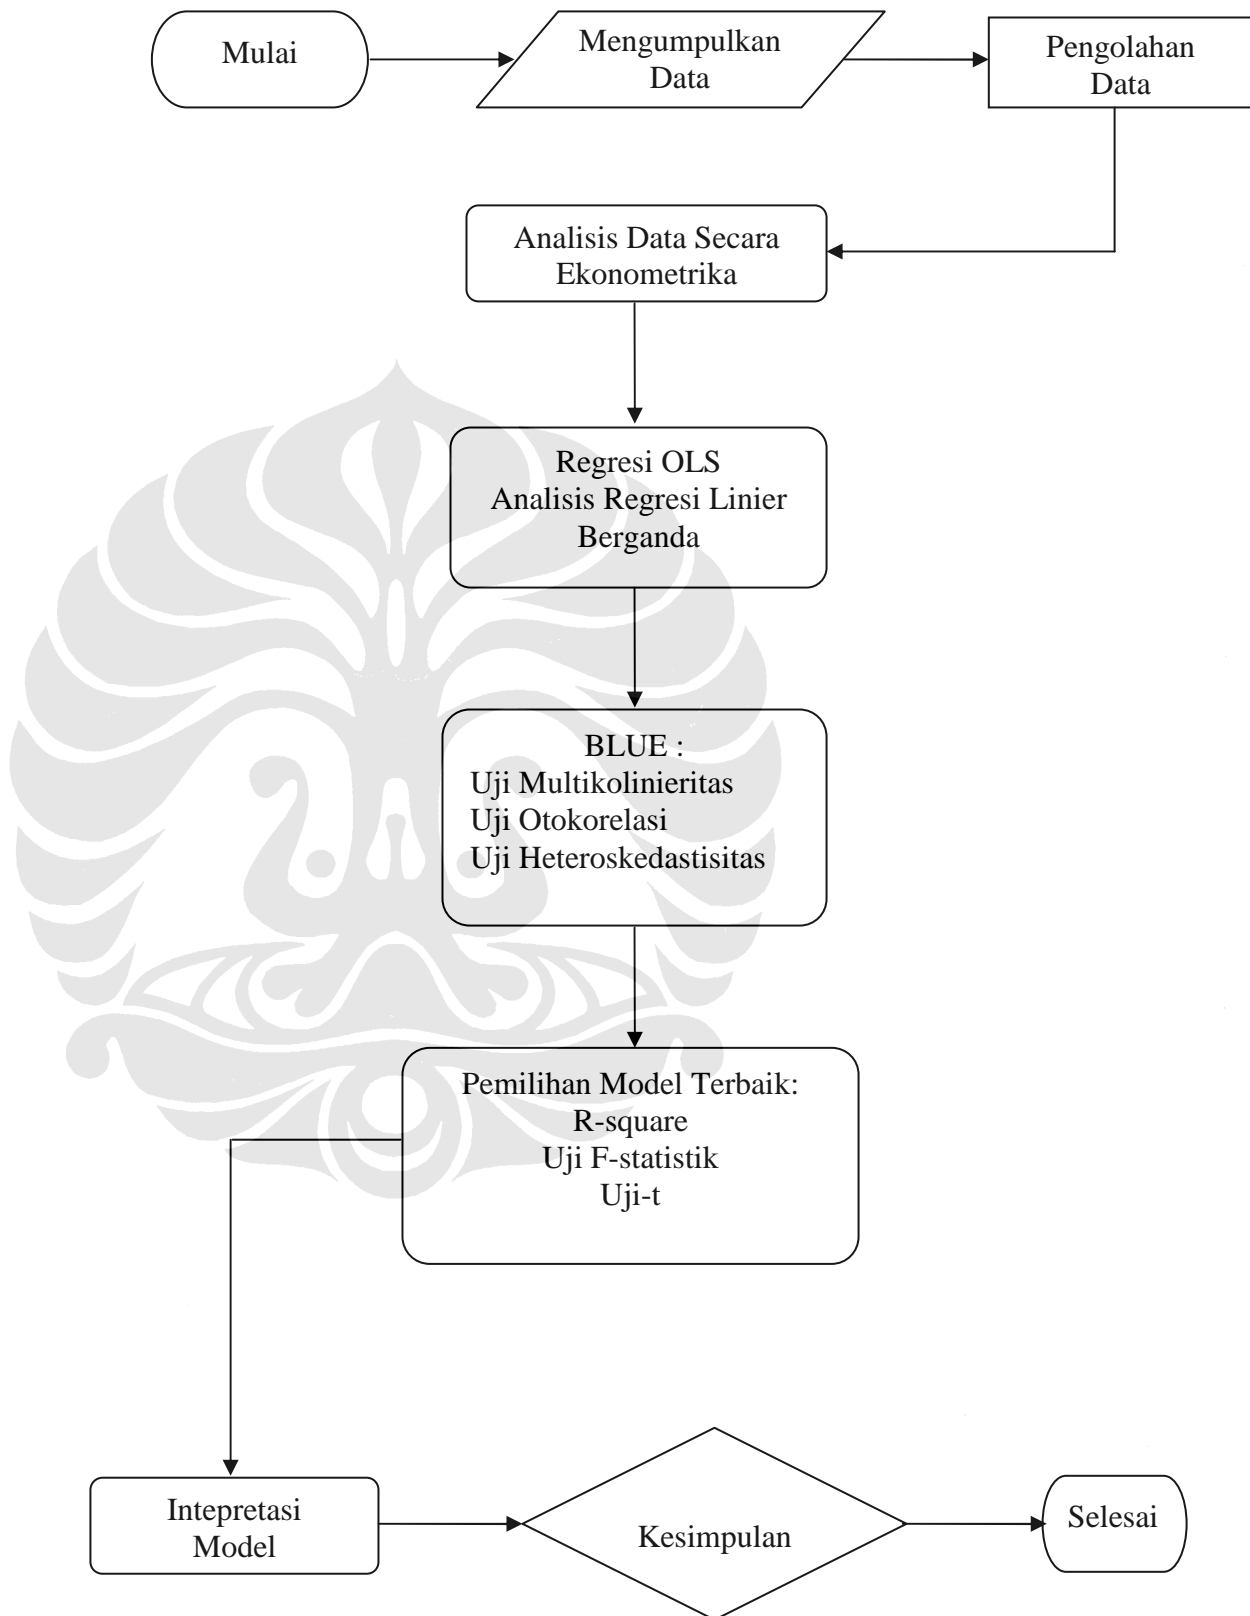 Mulai
Mengumpulkan
Data
Pengolahan
Data
Analisis Data Secara
Ekonometrika
Regresi OLS
Analisis Regresi Linier
Berganda
BLUE :
Uji Multikolinieritas
Uji Otokorelasi
Uji Heteroskedastisitas
Pemilihan Model Terbaik:
R-square
Uji F-statistik
Uji-t
Intepretasi
Model
Kesimpulan
Selesai